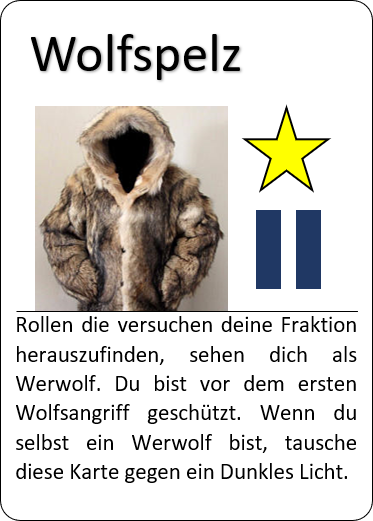 Wolfspelz
Rollen die versuchen deine Fraktion
herauszufinden, sehen dich als
Werwolf. Du bist vor dem ersten
Wolfsangriff geschützt. Wenn du
selbst ein Werwolf bist, tausche
diese Karte gegen ein Dunkles Licht.